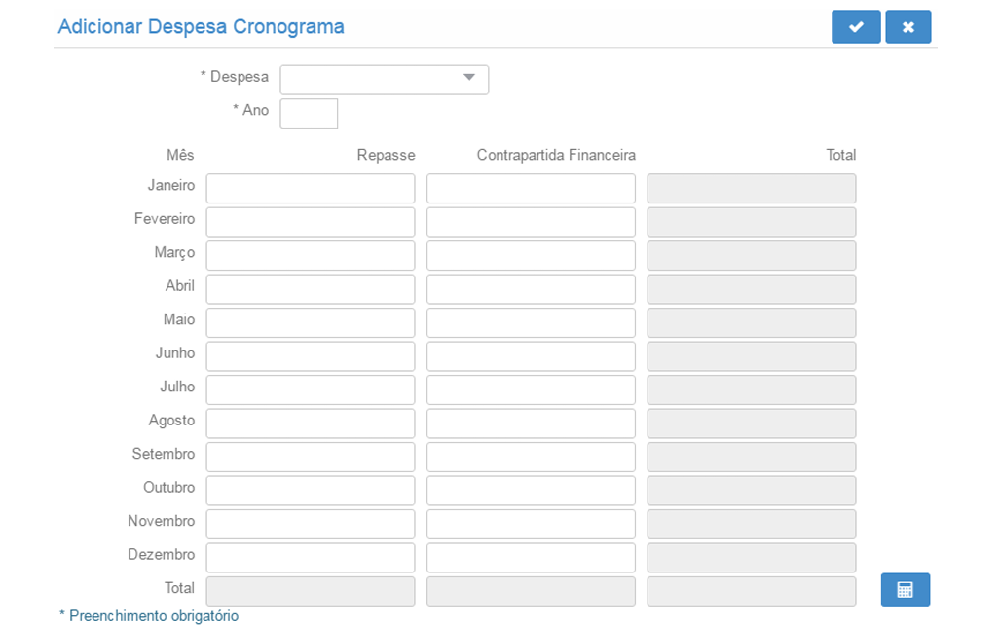 Adicionar Despesa Cronograma
* Despesa
* Ano
Mês Repasse Contrapartida Financeira Total
Janeiro
Fevereiro
Março
Abril
Maio
Junho
Julho
Agosto
Setembro
Outubro
Novembro
Dezembro
Total
* Preenchimento obrigatório